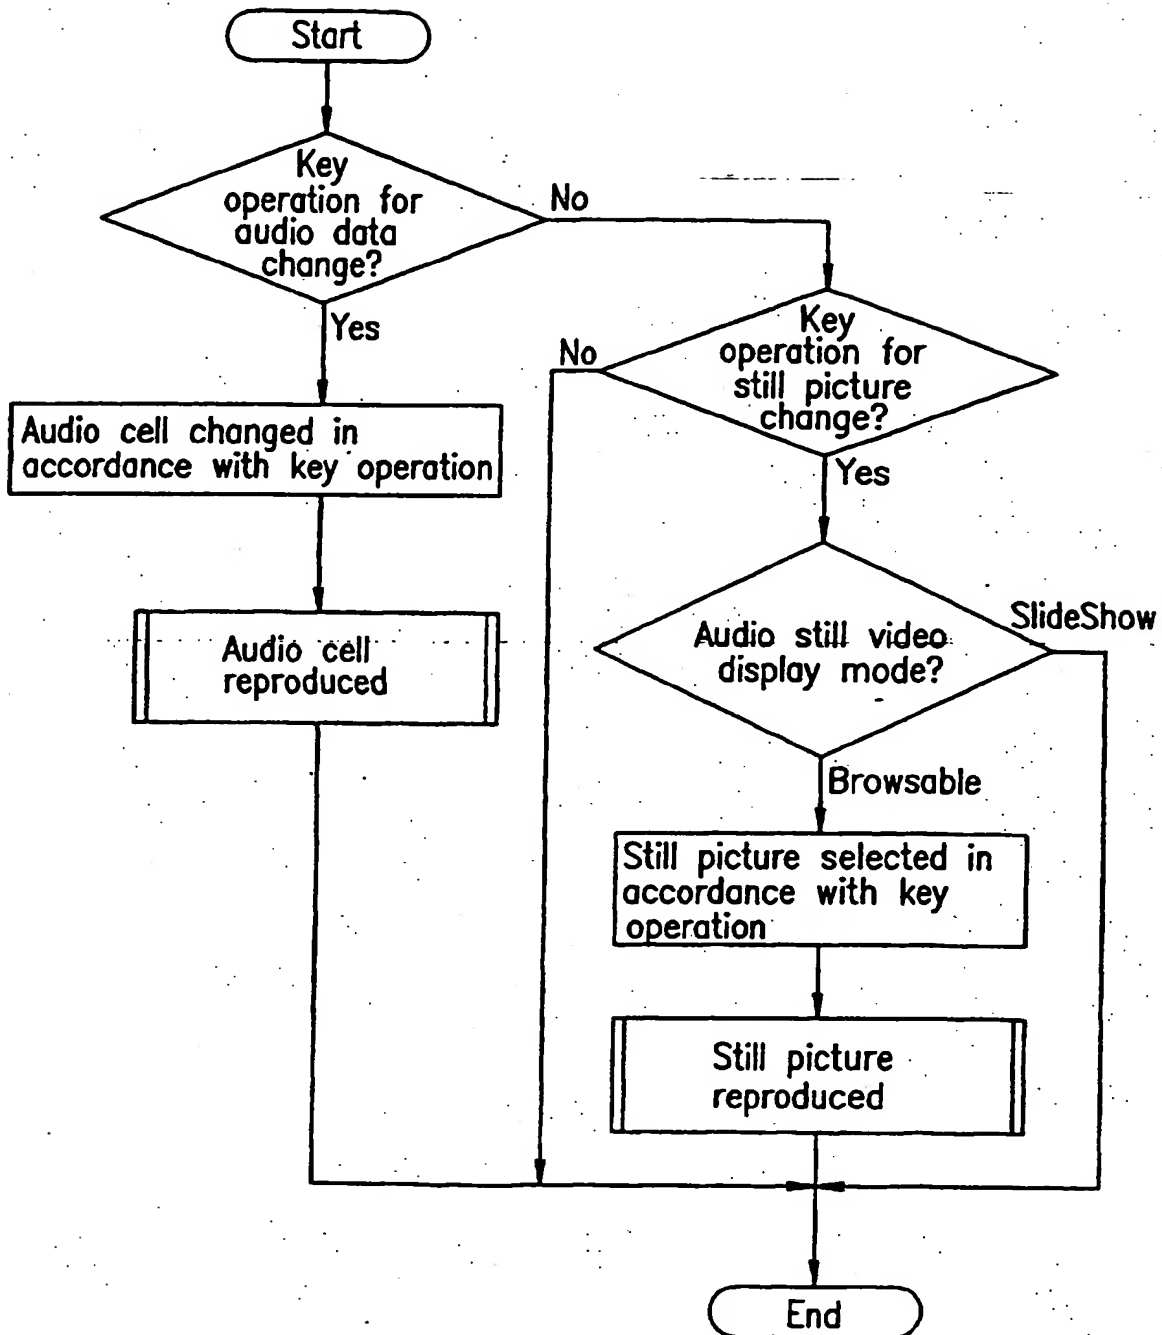 Start
Key
operation for
audio data
change?
No
Yes
Key
operation for
still picture
change?
No
Yes
Audio cell changed in
accordance with key operation
Audio cell
reproduced
Audio still video
display mode?
SlideShow
Browsable
Still picture selected in
accordance with key
operation
Still picture
reproduced
End